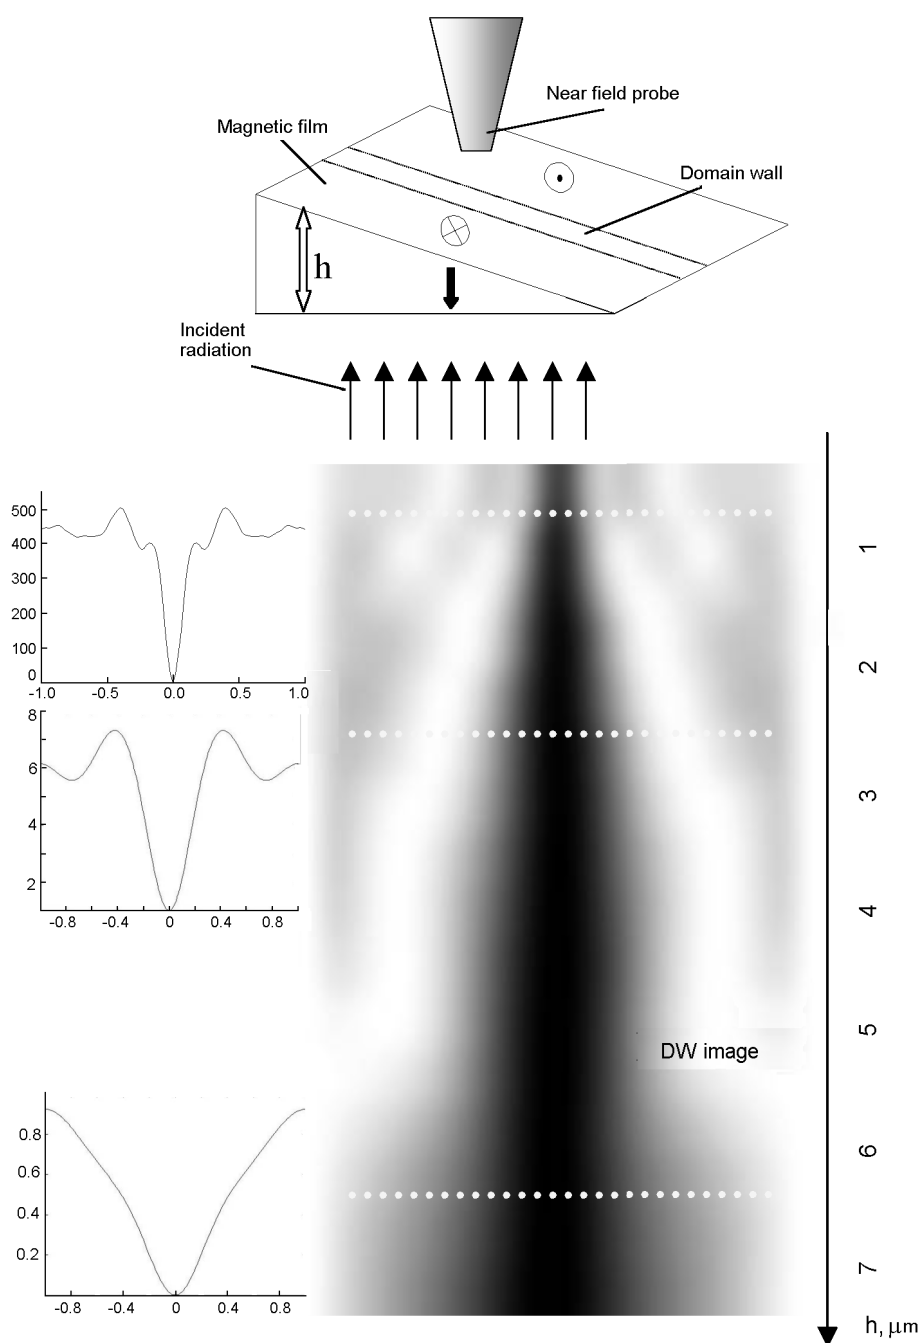 Near field probe
Magnetic film
Domain wall
h
Incident
radiation
500
400
300
200
100
0
-1.0 -0.5 0.0 0.5 1.0
8
6
4
2
-0.8 -0.4 0 0.4 0.8
0.8
0.6
0.4
0.2
-0.8 -0.4 0 0.4 0.8
DW image
1
2
3
4
5
6
7
h, μm